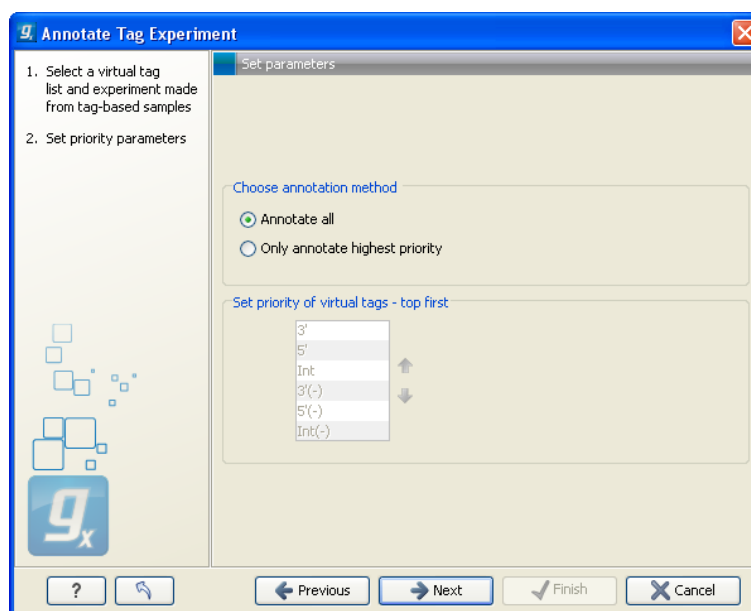 Annotate Tag Experiment
1. Select a virtual tag
list and experiment made
from tag-based samples
2. Set priority parameters
Set parameters
Choose annotation method
Annotate all
Only annotate highest priority
Set priority of virtual tags - top first
3'
5'
Int
3'(-)
5'(-)
Int(-)
gx
?
Previous
Next
Finish
Cancel